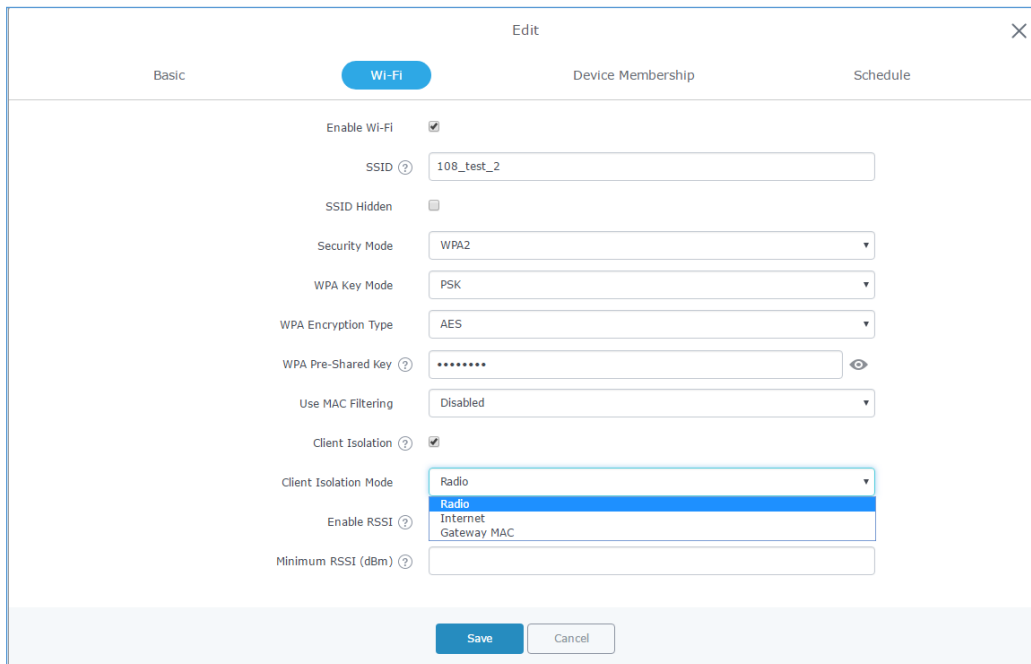 Edit
Basic Wi-Fi Device Membership Schedule
Enable Wi-Fi
SSID ? 108_test_2
SSID Hidden
Security Mode WPA2
WPA Key Mode PSK
WPA Encryption Type AES
WPA Pre-Shared Key ? ••••••••
Use MAC Filtering Disabled
Client Isolation ?
Client Isolation Mode Radio
Radio
Internet
Enable RSSI ?
Gateway MAC
Minimum RSSI (dBm) ?
Save Cancel